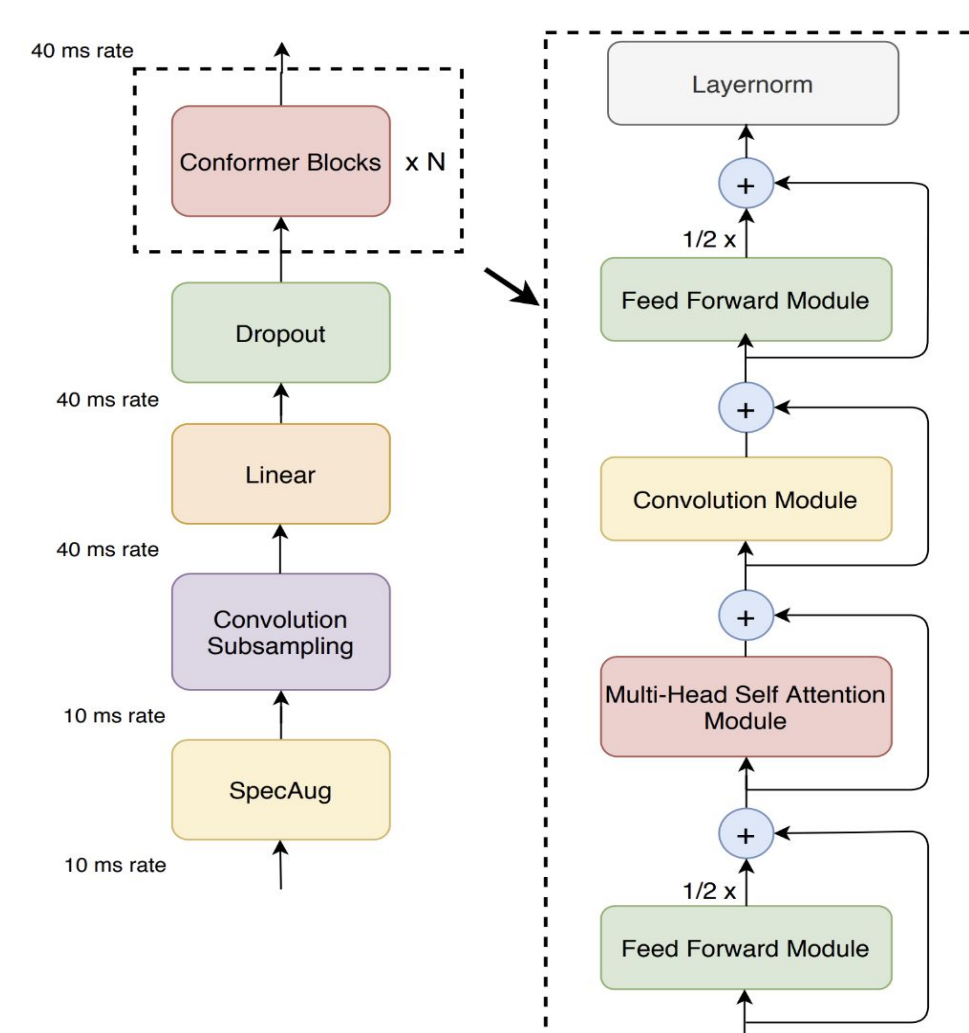 40 ms rate
Conformer Blocks
x N
Dropout
40 ms rate
Linear
40 ms rate
Convolution
Subsampling
10 ms rate
SpecAug
10 ms rate
Layernorm
+
1/2 x
Feed Forward Module
+
Convolution Module
+
Multi-Head Self Attention
Module
+
1/2 x
Feed Forward Module